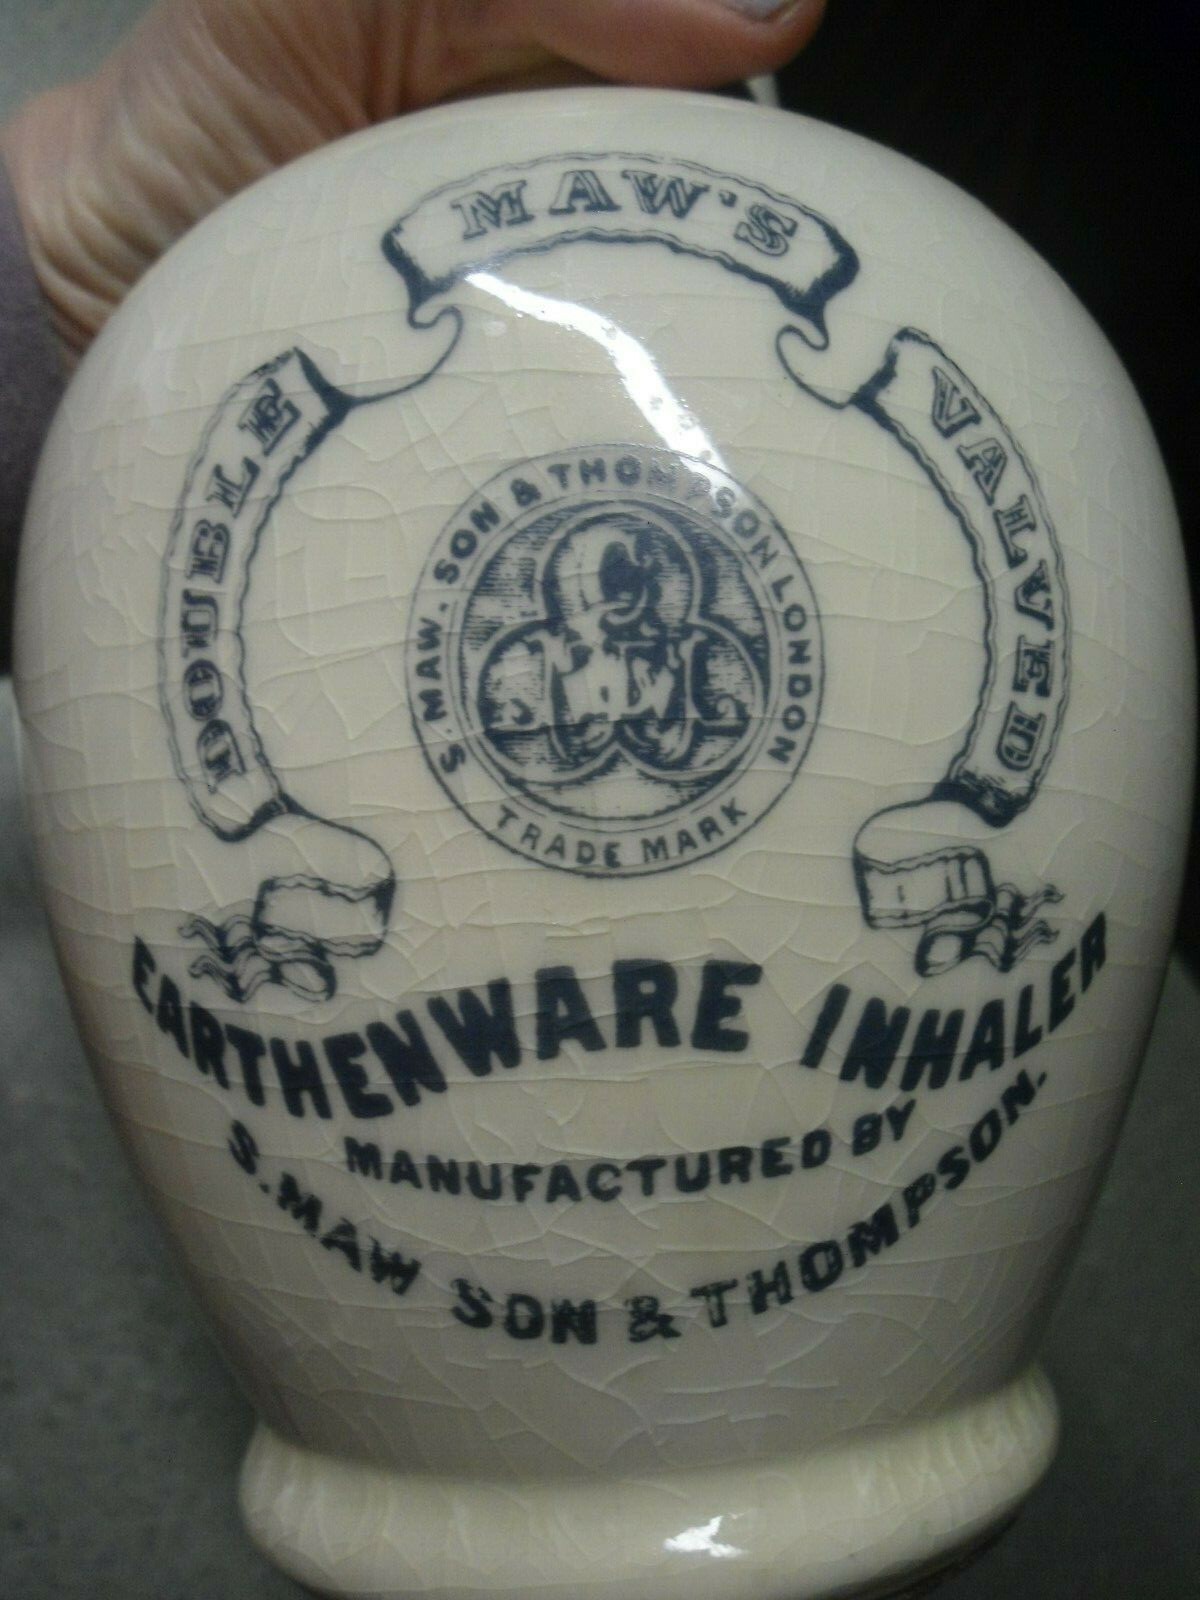 MAW'S
DOUBLE VALVED
S. MAW. SON & THOMPSON LONDON
TRADE MARK
EARTHENWARE INHALER
MANUFACTURED BY
S. MAW SON & THOMPSON.